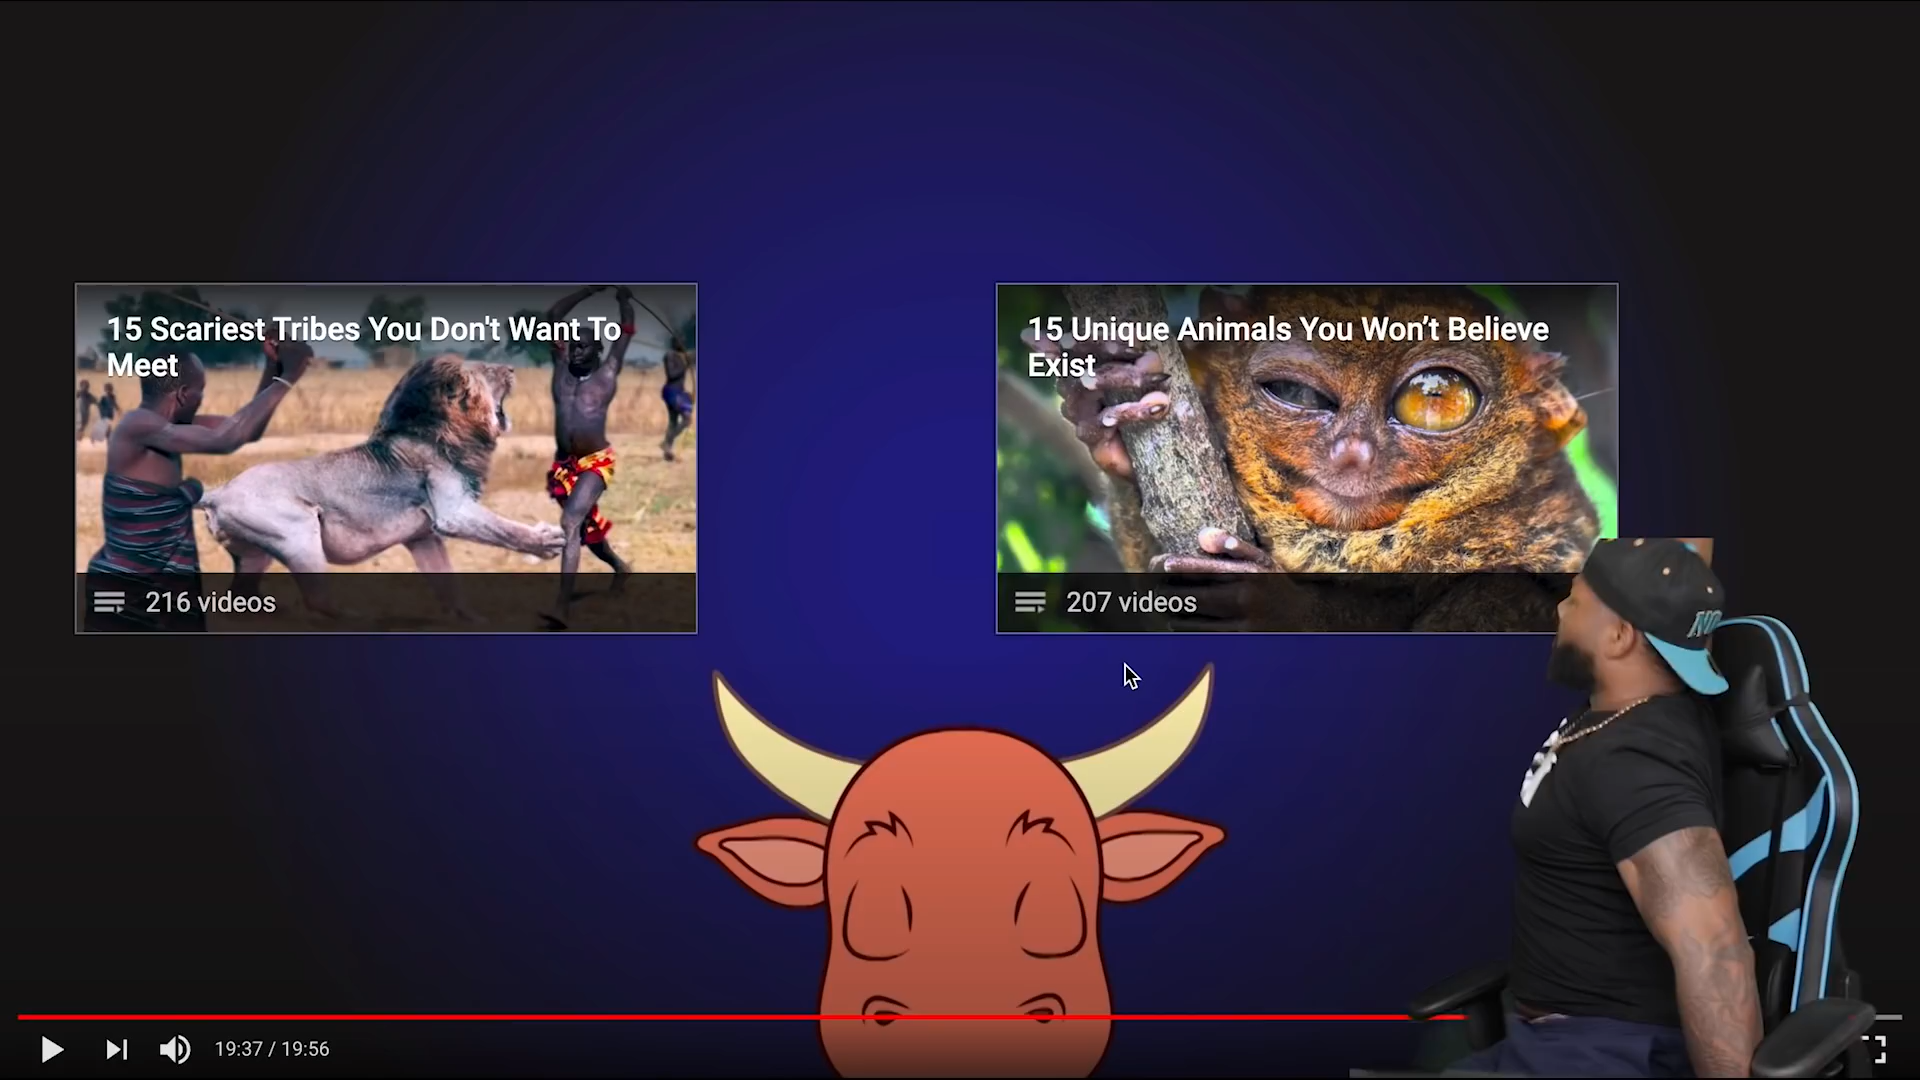 15 Scariest Tribes You Don't Want To
Meet
216 videos
15 Unique Animals You Won’t Believe
Exist
207 videos
19:37 / 19:56